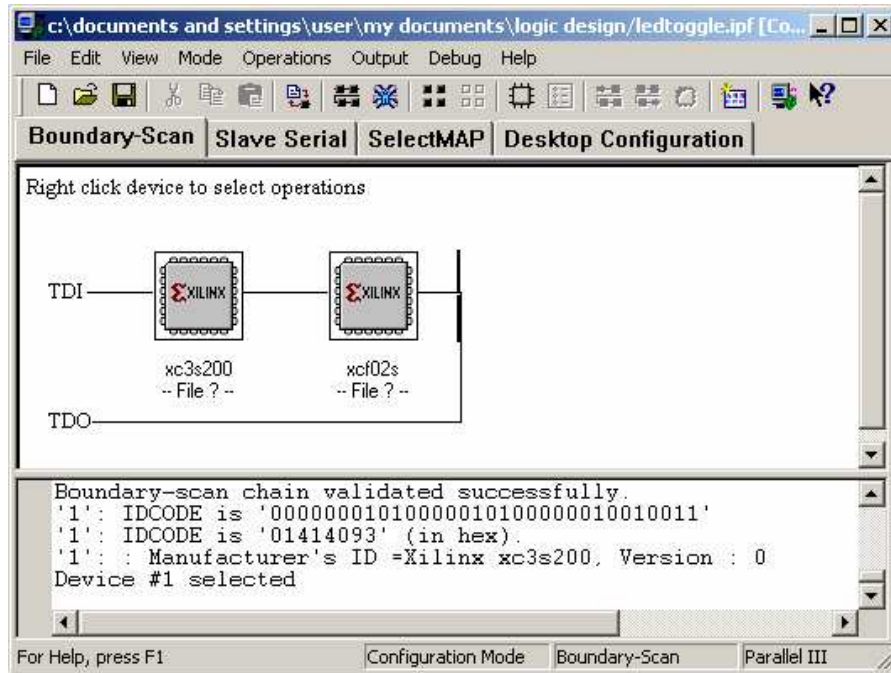 c:\documents and settings\user\my documents\logic design/ledtoggle.ipf [Co...
File Edit View Mode Operations Output Debug Help
Boundary-Scan Slave Serial SelectMAP Desktop Configuration
Right click device to select operations
TDI
XILINX XILINX
xc3s200 xcf02s
-- File ? -- -- File ? --
TDO
Boundary-scan chain validated successfully.
'1': IDCODE is '00000001010000010100000010010011'
'1': IDCODE is '01414093' (in hex).
'1': : Manufacturer's ID =Xilinx xc3s200, Version : 0
Device #1 selected
For Help, press F1 Configuration Mode Boundary-Scan Parallel III